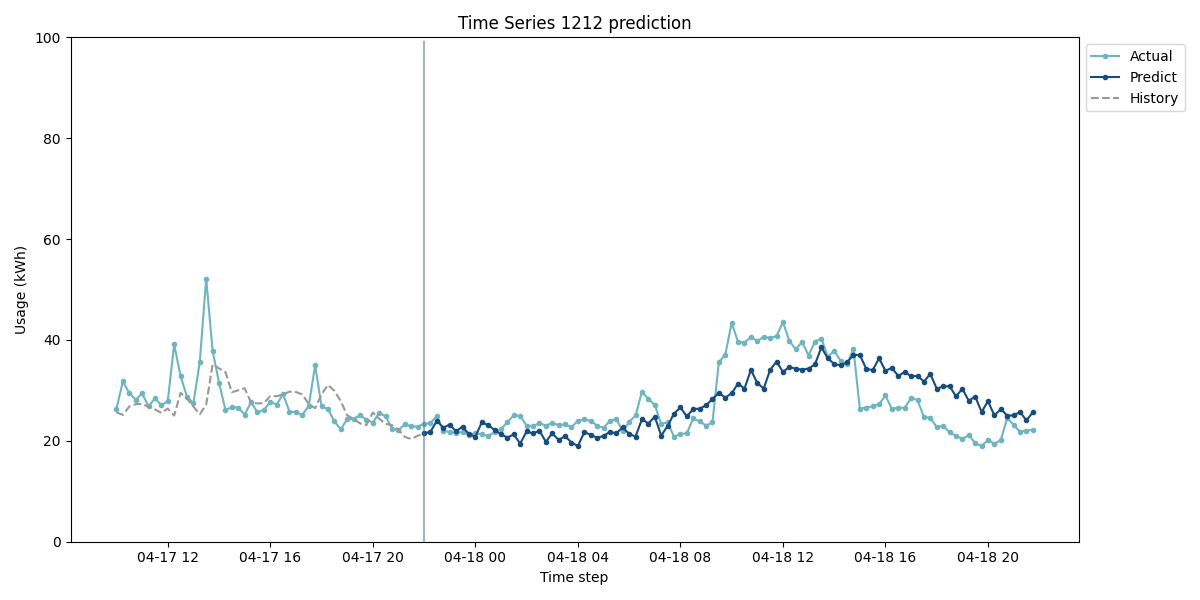 Time Series 1212 prediction
100
80
60
40
20
0
Usage (kWh)
04-17 12
04-17 16
04-17 20
04-18 00
04-18 04
04-18 08
04-18 12
04-18 16
04-18 20
Time step
Actual
Predict
History